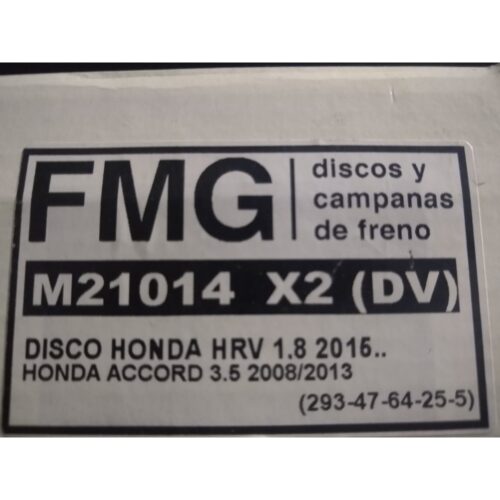 FMG
discos y
campanas
de freno
M21014 X2 (DV)
DISCO HONDA HRV 1.8 2015..
HONDA ACCORD 3.5 2008/2013
(293-47-64-25-5)